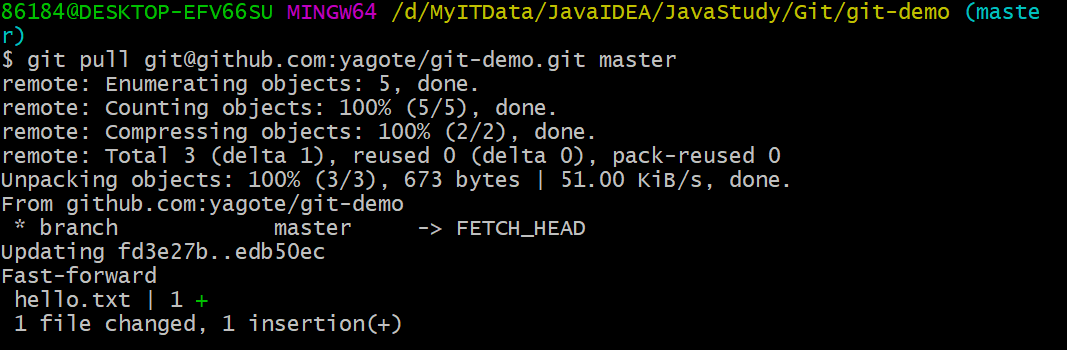 86184@DESKTOP-EFV66SU MINGW64 /d/MyITData/JavaIDEA/JavaStudy/Git/git-demo (maste
r)
$ git pull git@github.com:yagote/git-demo.git master
remote: Enumerating objects: 5, done.
remote: Counting objects: 100% (5/5), done.
remote: Compressing objects: 100% (2/2), done.
remote: Total 3 (delta 1), reused 0 (delta 0), pack-reused 0
Unpacking objects: 100% (3/3), 673 bytes | 51.00 KiB/s, done.
From github.com:yagote/git-demo
 * branch            master     -> FETCH_HEAD
Updating fd3e27b..edb50ec
Fast-forward
 hello.txt | 1 +
 1 file changed, 1 insertion(+)